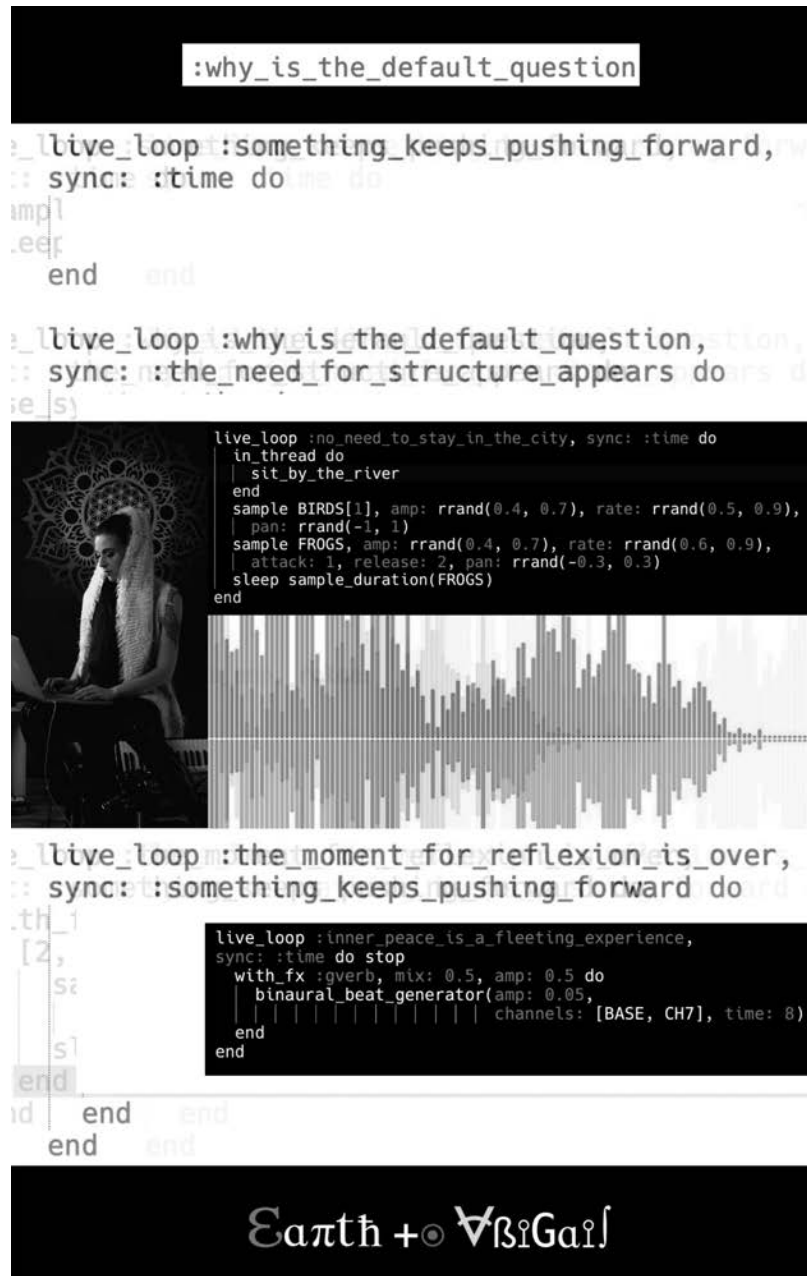 :why_is_the_default_question
live_loop :something_keeps_pushing_forward,
sync: :time do
end
live_loop :why_is_the_default_question,
sync: :the_need_for_structure_appears do
live_loop :no_need_to_stay_in_the_city, sync: :time do
in_thread do
sit_by_the_river
end
sample BIRDS[1], amp: rrand(0.4, 0.7), rate: rrand(0.5, 0.9),
pan: rrand(-1, 1)
sample FROGS, amp: rrand(0.4, 0.7), rate: rrand(0.6, 0.9),
attack: 1, release: 2, pan: rrand(-0.3, 0.3)
sleep sample_duration(FROGS)
end
live_loop :the_moment_for_reflexion_is_over,
sync: :something_keeps_pushing_forward do
[2,
live_loop :inner_peace_is_a_fleeting_experience,
sync: :time do stop
with_fx :gverb, mix: 0.5, amp: 0.5 do
binaural_beat_generator(amp: 0.05,
channels: [BASE, CH7], time: 8)
end
end
end
end
end
Ɛaπtħ +⊙ ∀ßiGai∫